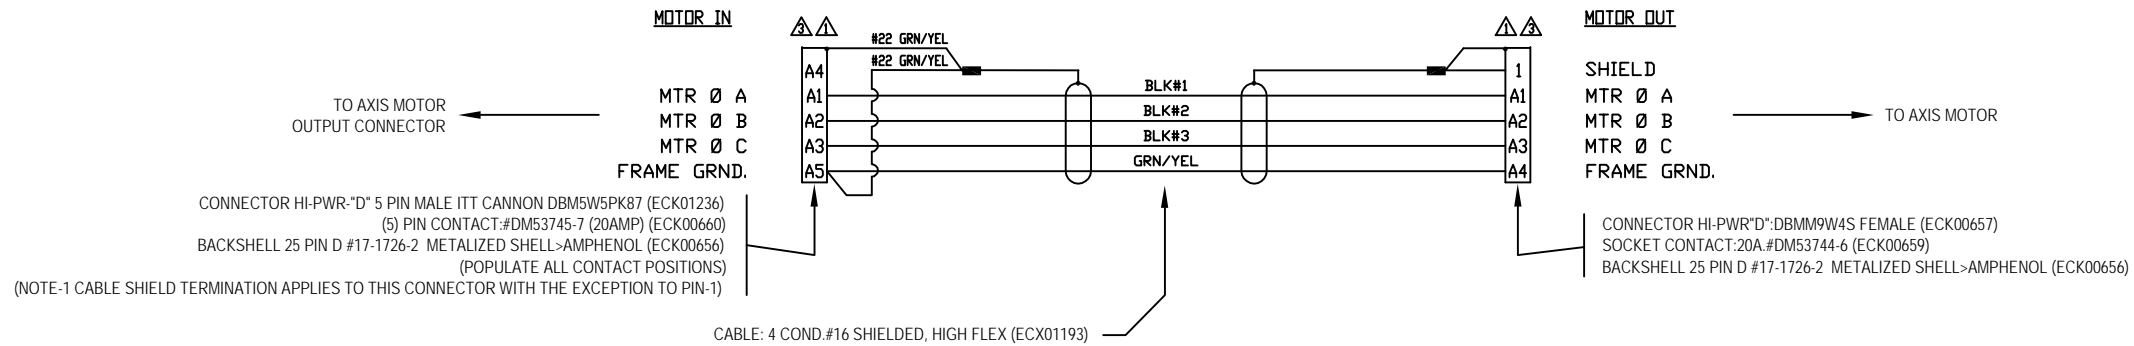 MOTOR IN
3 1
#22 GRN/YEL
#22 GRN/YEL
1 3
MOTOR OUT
A4
1
SHIELD
TO AXIS MOTOR
OUTPUT CONNECTOR
MTR Ø A
A1
BLK#1
A1
MTR Ø A
MTR Ø B
A2
BLK#2
A2
MTR Ø B
TO AXIS MOTOR
MTR Ø C
A3
BLK#3
A3
MTR Ø C
FRAME GRND.
A5
GRN/YEL
A4
FRAME GRND.
CONNECTOR HI-PWR-"D" 5 PIN MALE ITT CANNON DBM5W5PK87 (ECK01236)
(5) PIN CONTACT:#DM53745-7 (20AMP) (ECK00660)
BACKSHELL 25 PIN D #17-1726-2 METALIZED SHELL>AMPHENOL (ECK00656)
(POPULATE ALL CONTACT POSITIONS)
(NOTE-1 CABLE SHIELD TERMINATION APPLIES TO THIS CONNECTOR WITH THE EXCEPTION TO PIN-1)
CONNECTOR HI-PWR"D":DBMM9W4S FEMALE (ECK00657)
SOCKET CONTACT:20A.#DM53744-6 (ECK00659)
BACKSHELL 25 PIN D #17-1726-2 METALIZED SHELL>AMPHENOL (ECK00656)
CABLE: 4 COND.#16 SHIELDED, HIGH FLEX (ECX01193)